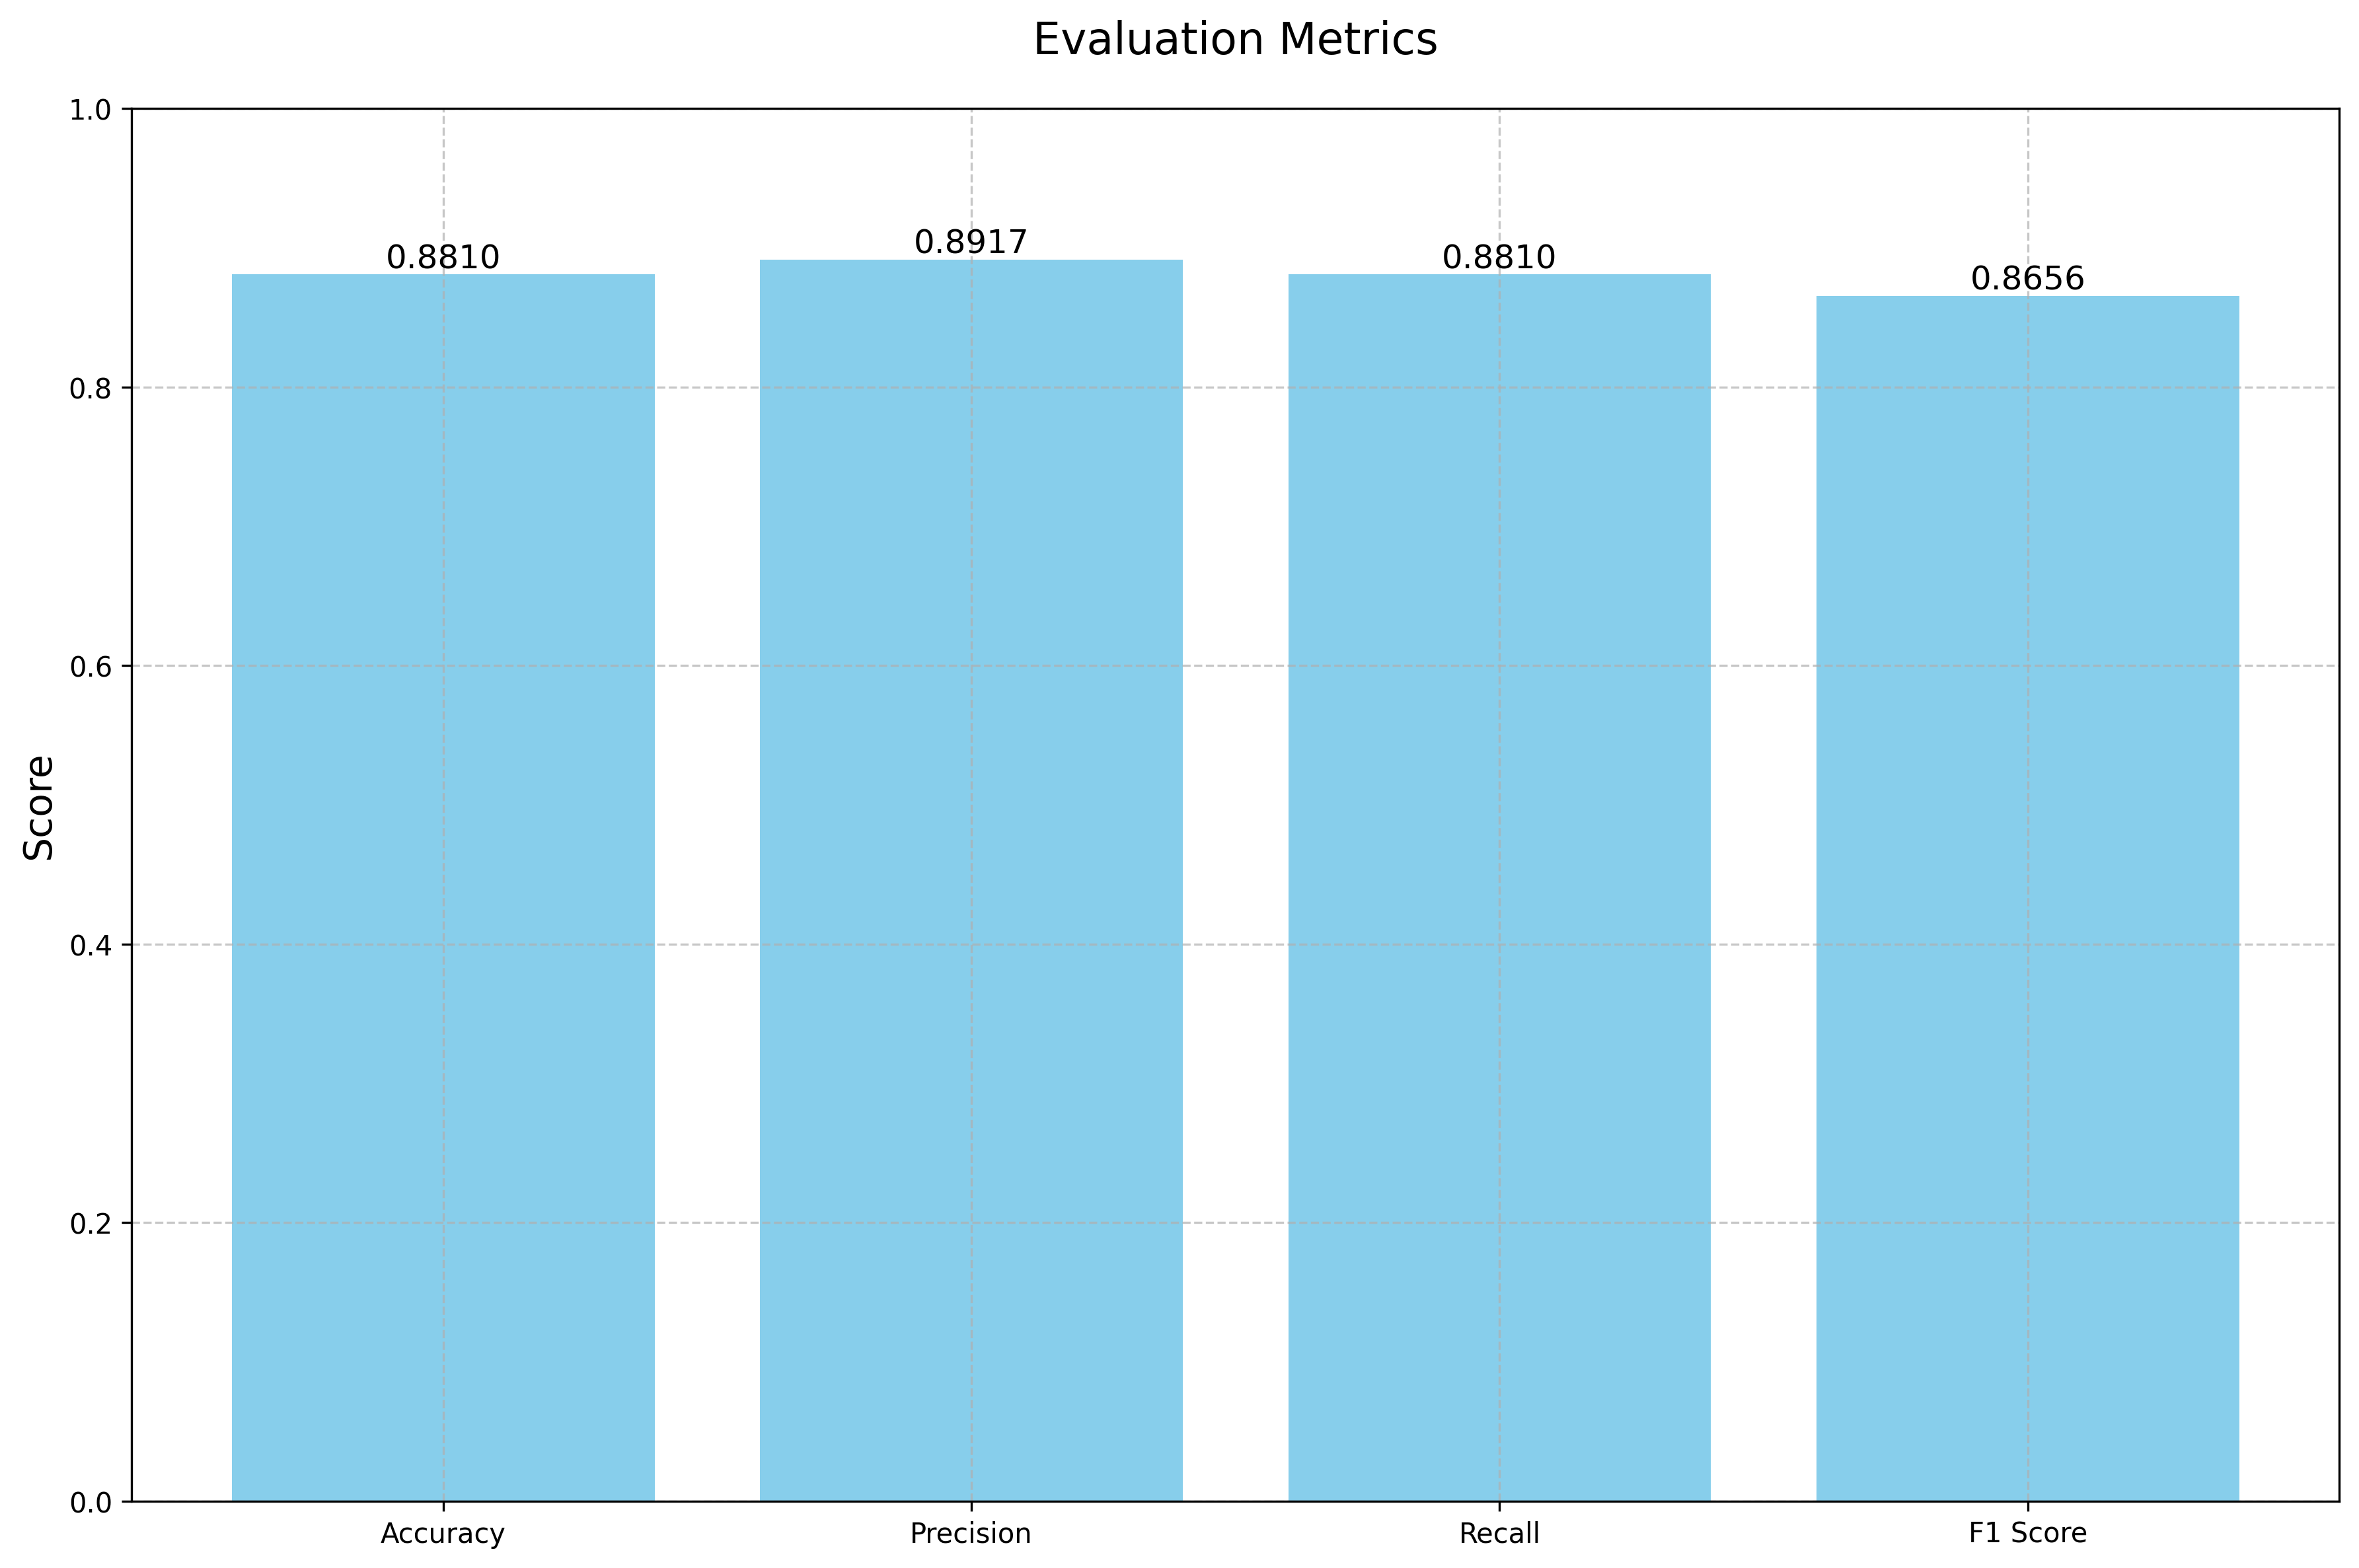 Evaluation Metrics
1.0
0.8
0.6
0.4
0.2
0.0
Score
0.8810
0.8917
0.8810
0.8656
Accuracy
Precision
Recall
F1 Score